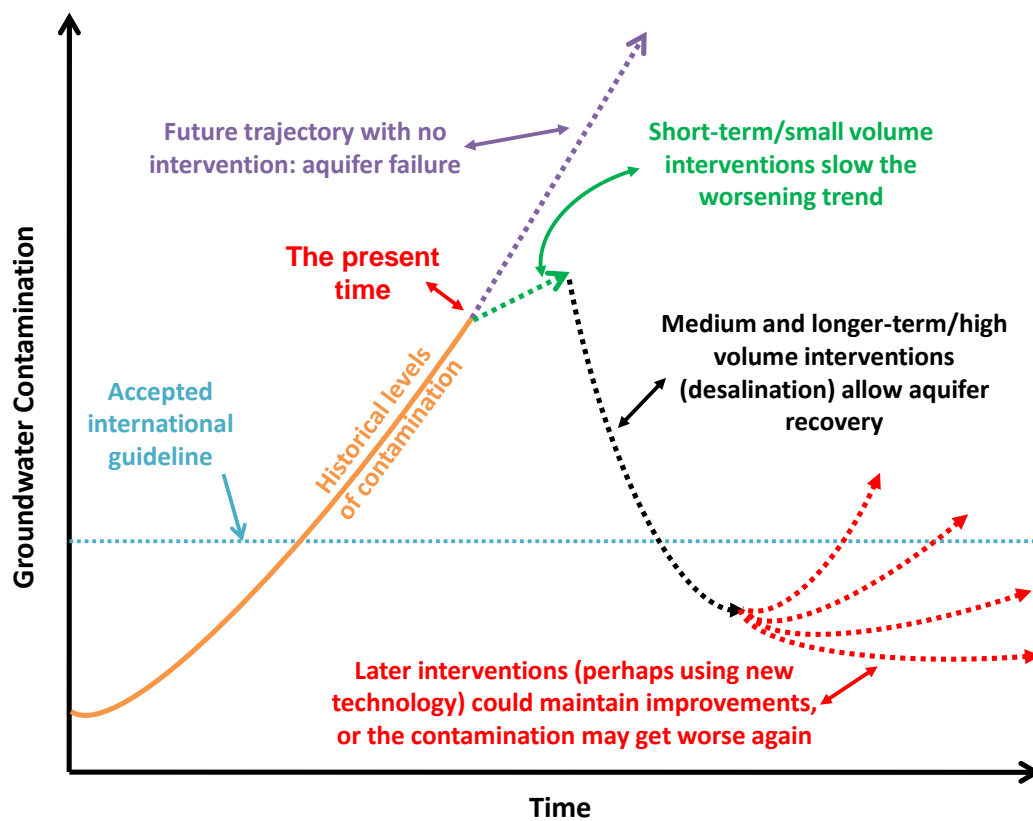 Future trajectory with no
intervention: aquifer failure
Short-term/small volume
interventions slow the
worsening trend
The present
time
Medium and longer-term/high
volume interventions
(desalination) allow aquifer
recovery
Accepted
international
guideline
Historical levels
of contamination
Groundwater Contamination
Later interventions (perhaps using new
technology) could maintain improvements,
or the contamination may get worse again
Time